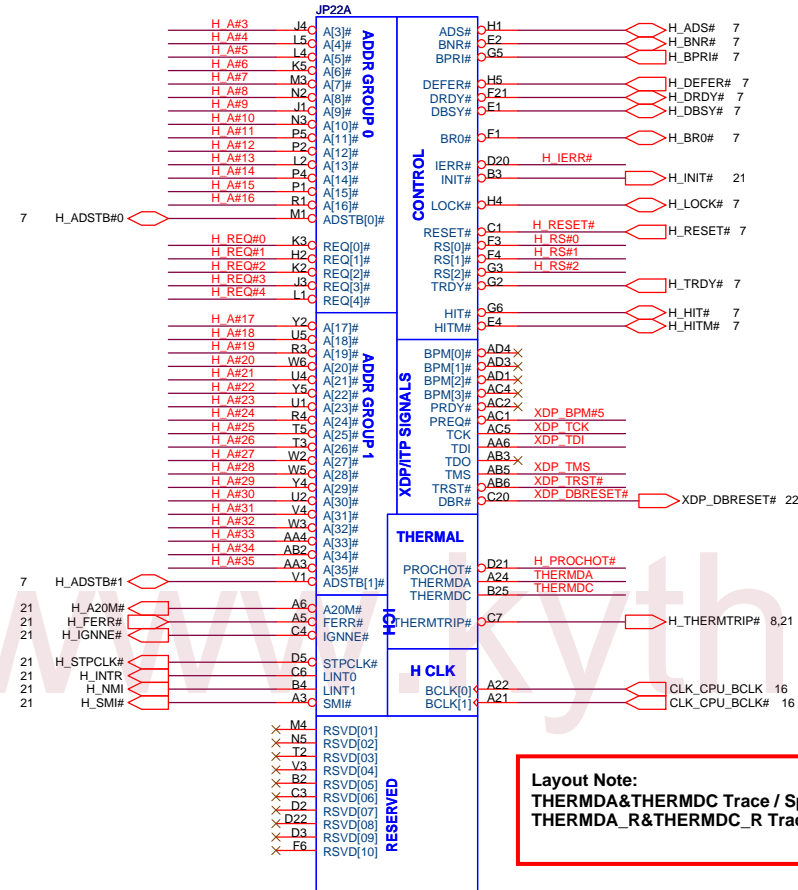 JP22A
H_A#3 J4 A[3]# ADS# H1 H_ADS# 7
H_A#4 L5 A[4]# BNR# E2 H_BNR# 7
H_A#5 L4 A[5]# BPRI# G5 H_BPRI# 7
H_A#6 K5 A[6]#
H_A#7 M3 A[7]# DEFER# H5 H_DEFER# 7
H_A#8 N2 A[8]# DRDY# F21 H_DRDY# 7
H_A#9 J1 A[9]# DBSY# E1 H_DBSY# 7
H_A#10 N3 A[10]#
H_A#11 P5 A[11]# BR0# F1 H_BR0# 7
H_A#12 P2 A[12]#
H_A#13 L2 A[13]# IERR# D20 H_IERR#
H_A#14 P4 A[14]# INIT# B3 H_INIT# 21
H_A#15 P1 A[15]#
H_A#16 R1 A[16]# LOCK# H4 H_LOCK# 7
7 H_ADSTB#0 M1 ADSTB[0]#
ADDR GROUP 0
CONTROL
RESET# C1 H_RESET# H_RESET# 7
H_REQ#0 K3 REQ[0]# RS[0]# F3 H_RS#0
H_REQ#1 H2 REQ[1]# RS[1]# F4 H_RS#1
H_REQ#2 K2 REQ[2]# RS[2]# G3 H_RS#2
H_REQ#3 J3 REQ[3]# TRDY# G2 H_TRDY# 7
H_REQ#4 L1 REQ[4]#
HIT# G6 H_HIT# 7
H_A#17 Y2 A[17]# HITM# E4 H_HITM# 7
H_A#18 U5 A[18]#
H_A#19 R3 A[19]# BPM[0]# AD4
H_A#20 W6 A[20]# BPM[1]# AD3
H_A#21 U4 A[21]# BPM[2]# AD1
H_A#22 Y5 A[22]# BPM[3]# AC4
H_A#23 U1 A[23]# PRDY# AC2
H_A#24 R4 A[24]# PREQ# AC1 XDP_BPM#5
H_A#25 T5 A[25]# TCK AC5 XDP_TCK
H_A#26 T3 A[26]# TDI AA6 XDP_TDI
H_A#27 W2 A[27]# TDO AB3
H_A#28 W5 A[28]# TMS AB5 XDP_TMS
H_A#29 Y4 A[29]# TRST# AB6 XDP_TRST#
H_A#30 U2 A[30]# DBR# C20 XDP_DBRESET# XDP_DBRESET# 22
H_A#31 V4 A[31]#
H_A#32 W3 A[32]#
H_A#33 AA4 A[33]#
H_A#34 AB2 A[34]#
H_A#35 AA3 A[35]#
7 H_ADSTB#1 V1 ADSTB[1]#
ADDR GROUP 1
XDP/ITP SIGNALS
THERMAL
PROCHOT# D21 H_PROCHOT#
THERMDA A24 THERMDA
THERMDC B25 THERMDC
THERMTRIP# C7 H_THERMTRIP# 8,21
21 H_A20M# A6 A20M#
21 H_FERR# A5 FERR#
21 H_IGNNE# C4 IGNNE#
ICH
21 H_STPCLK# D5 STPCLK#
21 H_INTR C6 LINT0
21 H_NMI B4 LINT1
21 H_SMI# A3 SMI#
H CLK
BCLK[0] A22 CLK_CPU_BCLK 16
BCLK[1] A21 CLK_CPU_BCLK# 16
M4 RSVD[01]
N5 RSVD[02]
T2 RSVD[03]
V3 RSVD[04]
B2 RSVD[05]
C3 RSVD[06]
D2 RSVD[07]
D22 RSVD[08]
D3 RSVD[09]
F6 RSVD[10]
RESERVED
Layout Note:
THERMDA&THERMDC Trace / Sp
THERMDA_R&THERMDC_R Trac
www.kyth